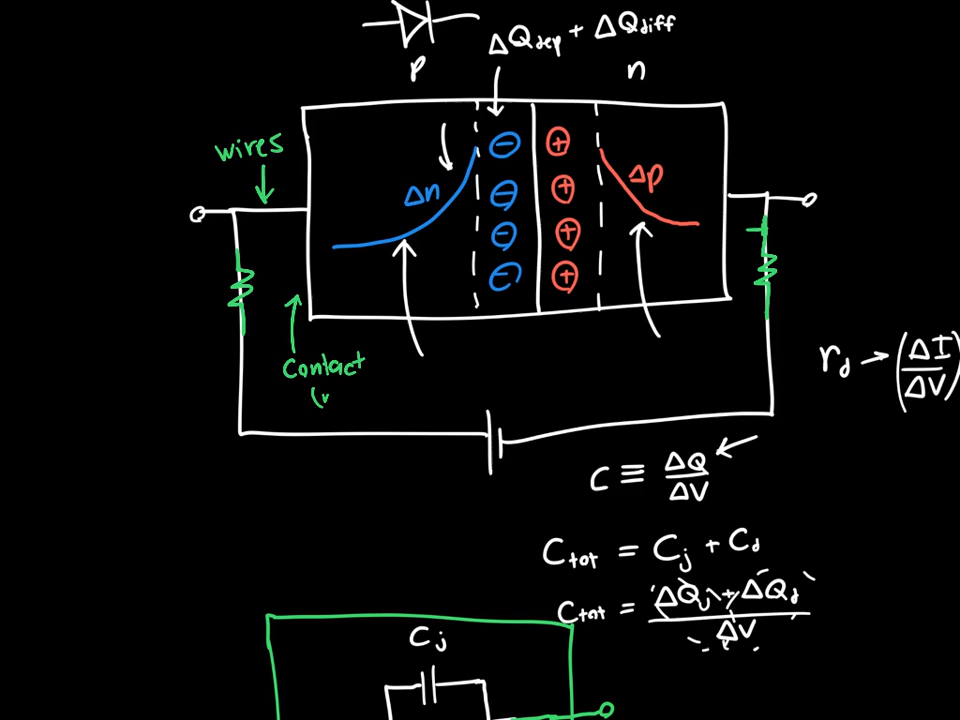 ΔQdep + ΔQdiff
p n
wires
Δn ⊖ ⊕ Δp
⊖ ⊕
⊖ ⊕
⊖ ⊕
Contact
rd → (ΔI/ΔV)
C ≡ ΔQ/ΔV
Ctot = Cj + Cd
Ctot = ΔQj + ΔQd / ΔV
Cj